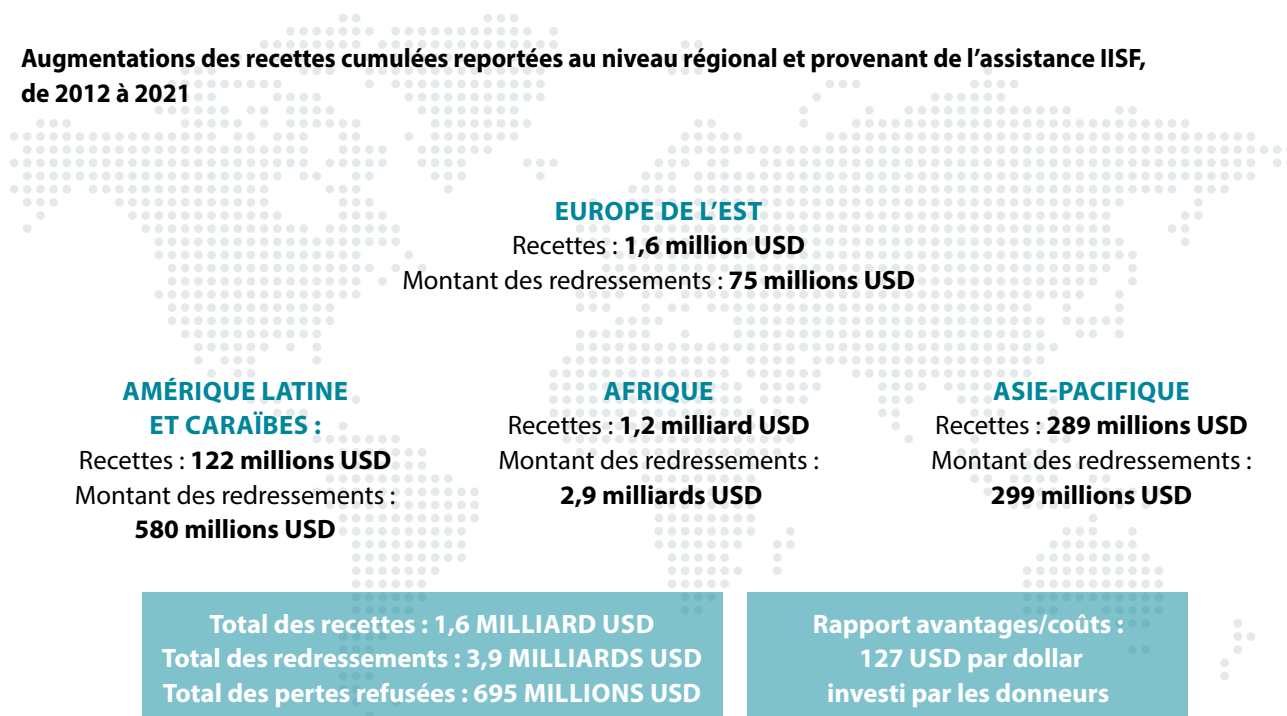 Augmentations des recettes cumulées reportées au niveau régional et provenant de l’assistance IISF,
de 2012 à 2021
EUROPE DE L’EST
Recettes : 1,6 million USD
Montant des redressements : 75 millions USD
AMÉRIQUE LATINE
ET CARAÏBES :
Recettes : 122 millions USD
Montant des redressements :
580 millions USD
AFRIQUE
Recettes : 1,2 milliard USD
Montant des redressements :
2,9 milliards USD
ASIE-PACIFIQUE
Recettes : 289 millions USD
Montant des redressements :
299 millions USD
Total des recettes : 1,6 MILLIARD USD
Total des redressements : 3,9 MILLIARDS USD
Total des pertes refusées : 695 MILLIONS USD
Rapport avantages/coûts :
127 USD par dollar
investi par les donneurs